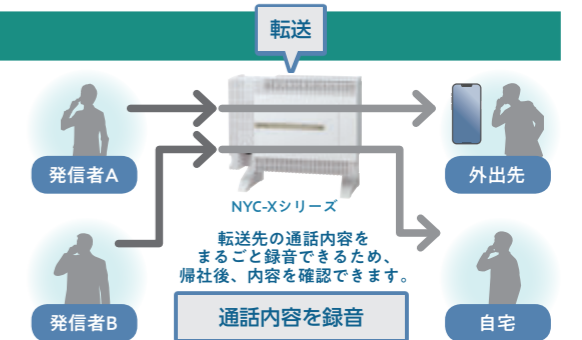 転送
発信者A
外出先
NYC-Xシリーズ
転送先の通話内容を
まるごと録音できるため、
帰社後、内容を確認できます。
発信者B
通話内容を録音
自宅